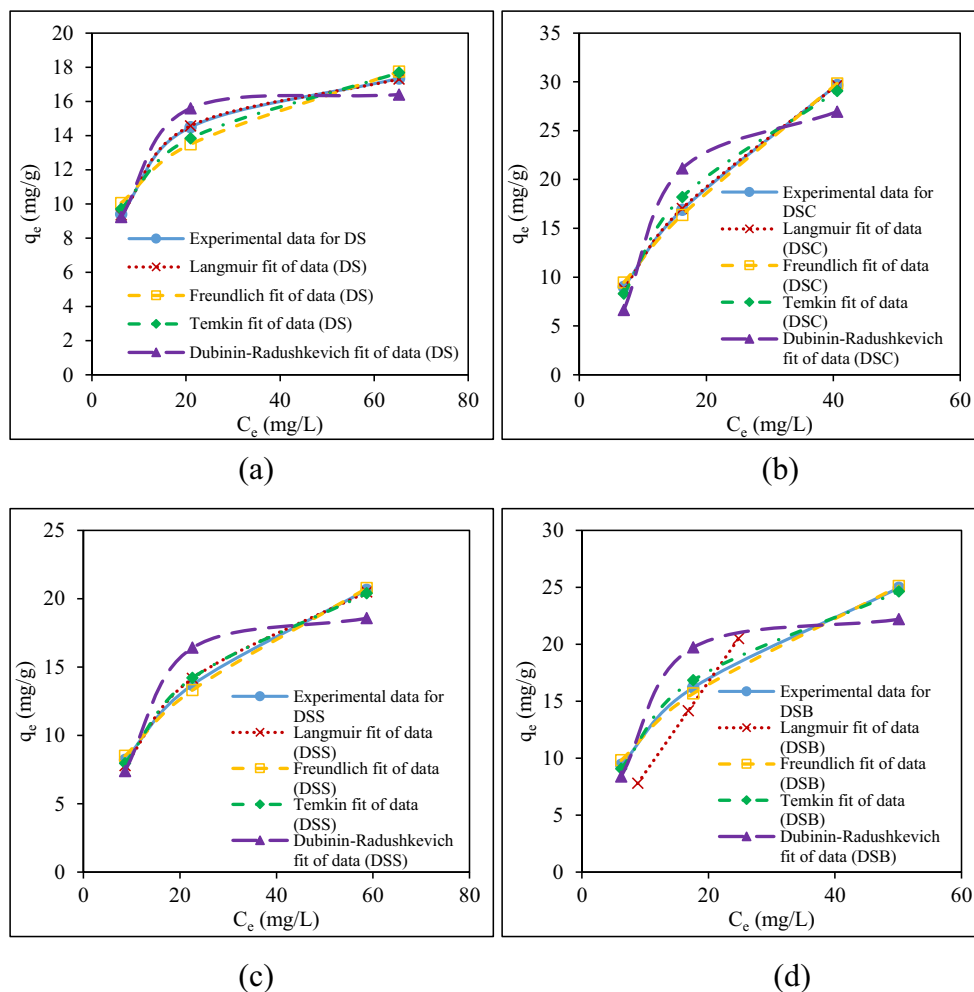 20
18
16
14
12
10
8
6
4
2
0
q_e (mg/g)
Experimental data for DS
Langmuir fit of data (DS)
Freundlich fit of data (DS)
Temkin fit of data (DS)
Dubinin-Radushkevich fit of data (DS)
0 20 40 60 80
C_e (mg/L)
(a)
35
30
25
20
15
10
5
0
q_e (mg/g)
Experimental data for
DSC
Langmuir fit of data
(DSC)
Freundlich fit of data
(DSC)
Temkin fit of data
(DSC)
Dubinin-Radushkevich
fit of data (DSC)
0 20 40 60
C_e (mg/L)
(b)
25
20
15
10
5
0
q_e (mg/g)
Experimental data for
DSS
Langmuir fit of data
(DSS)
Freundlich fit of data
(DSS)
Temkin fit of data
(DSS)
Dubinin-Radushkevich
fit of data (DSS)
0 20 40 60 80
C_e (mg/L)
(c)
30
25
20
15
10
5
0
q_e (mg/g)
Experimental data for
DSB
Langmuir fit of data
(DSB)
Freundlich fit of data
(DSB)
Temkin fit of data
(DSB)
Dubinin-Radushkevich
fit of data (DSB)
0 20 40 60
C_e (mg/L)
(d)